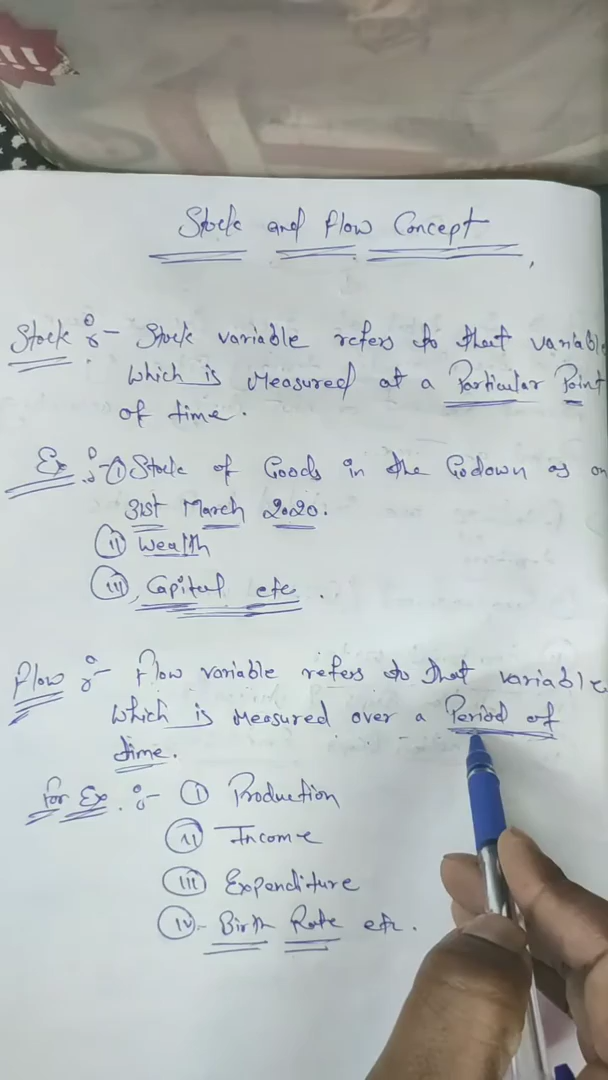 !!!
Stock and Flow Concept
Stock :- Stock variable refers to that variable
which is measured at a Particular Point
of time.
Ex :- (i) Stock of Goods in the Godown as on
31st March 2020.
(ii) Wealth
(iii) Capital etc.
Flow :- Flow variable refers to that variable
which is measured over a Period of
time.
For Ex. :- (i) Production
(ii) Income
(iii) Expenditure
(iv) Birth Rate etc.